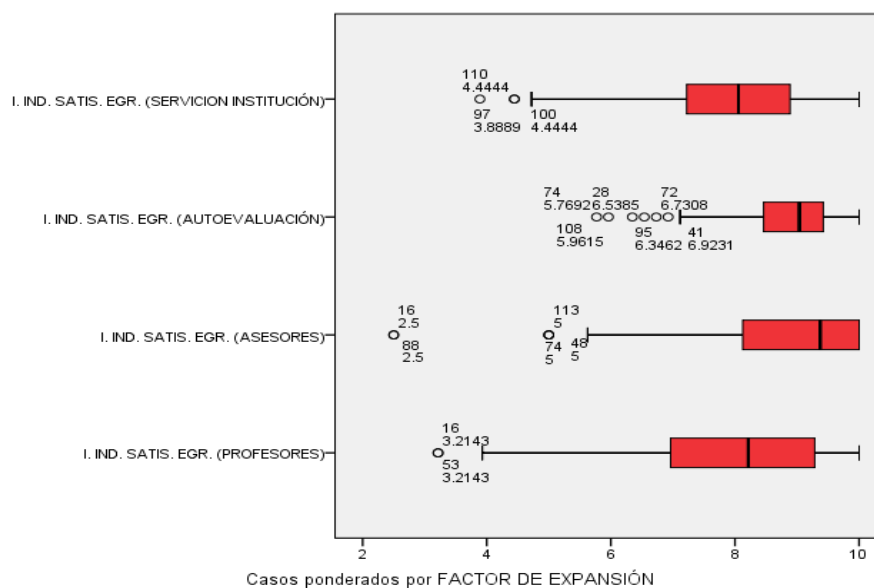 110
4.4444
I. IND. SATIS. EGR. (SERVICION INSTITUCIÓN)
97 100
3.8889 4.4444
74 28 72
5.7692 6.5385 6.7308
I. IND. SATIS. EGR. (AUTOEVALUACIÓN)
108 95 41
5.9615 6.3462 6.9231
16 113
2.5 5
I. IND. SATIS. EGR. (ASESORES)
88 74 48
2.5 5 5
16
3.2143
I. IND. SATIS. EGR. (PROFESORES)
53
3.2143
2 4 6 8 10
Casos ponderados por FACTOR DE EXPANSIÓN